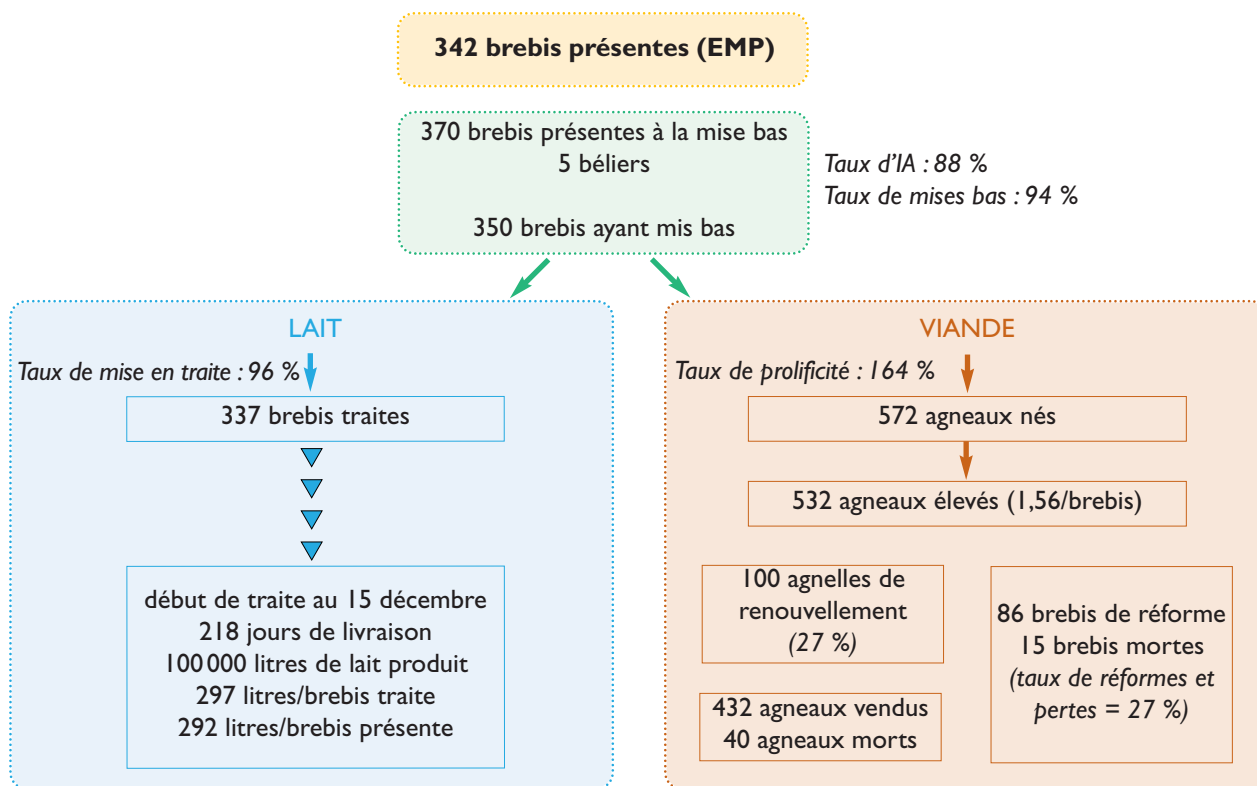 342 brebis présentes (EMP)
370 brebis présentes à la mise bas
5 béliers
350 brebis ayant mis bas
Taux d'IA : 88 %
Taux de mises bas : 94 %
LAIT
Taux de mise en traite : 96 %
337 brebis traites
début de traite au 15 décembre
218 jours de livraison
100 000 litres de lait produit
297 litres/brebis traite
292 litres/brebis présente
VIANDE
Taux de prolificité : 164 %
572 agneaux nés
532 agneaux élevés (1,56/brebis)
100 agnelles de
renouvellement
(27 %)
432 agneaux vendus
40 agneaux morts
86 brebis de réforme
15 brebis mortes
(taux de réformes et
pertes = 27 %)